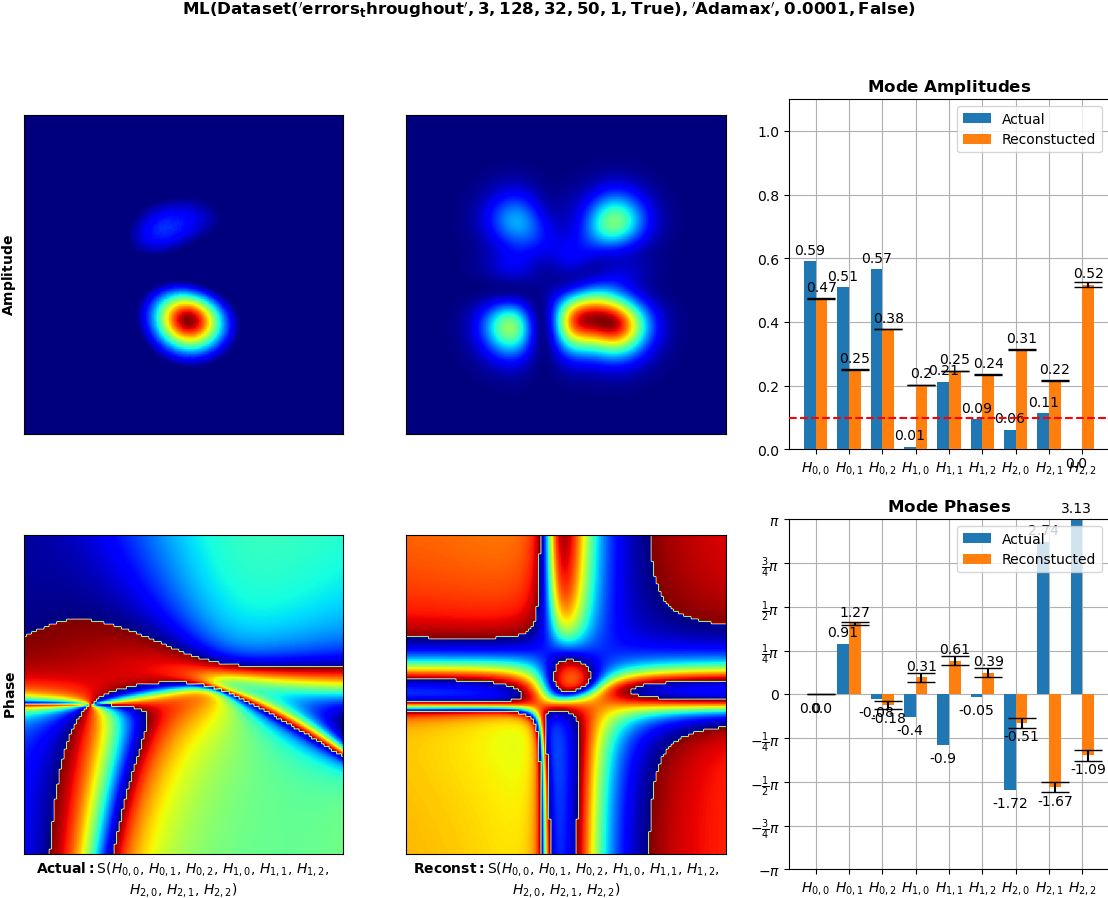 ML(Dataset('errors_throughout', 3, 128, 32, 50, 1, True), 'Adamax', 0.0001, False)
Amplitude
Mode Amplitudes
Actual
Reconstucted
1.0
0.8
0.6
0.4
0.2
0.0
0.59
0.47
0.51
0.25
0.57
0.38
0.01
0.2
0.21
0.25
0.09
0.24
0.06
0.31
0.11
0.22
0.0
0.52
H0,0 H0,1 H0,2 H1,0 H1,1 H1,2 H2,0 H2,1 H2,2
Phase
Mode Phases
Actual
Reconstucted
π
3/4π
1/2π
1/4π
0
−1/4π
−1/2π
−3/4π
−π
0.0
0.0
0.91
1.27
-0.08
-0.18
-0.4
0.31
-0.9
0.61
-0.05
0.39
-1.72
-0.51
2.74
-1.67
3.13
-1.09
H0,0 H0,1 H0,2 H1,0 H1,1 H1,2 H2,0 H2,1 H2,2
Actual: S(H0,0, H0,1, H0,2, H1,0, H1,1, H1,2,
H2,0, H2,1, H2,2)
Reconst: S(H0,0, H0,1, H0,2, H1,0, H1,1, H1,2,
H2,0, H2,1, H2,2)